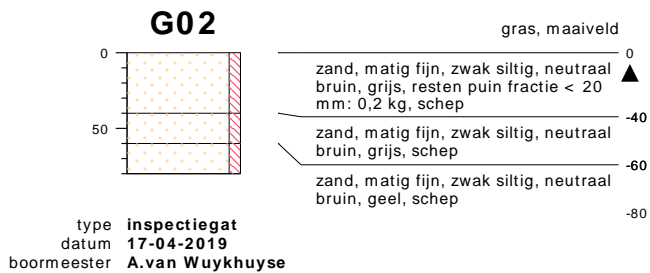 G02
gras, maaiveld
0
0
zand, matig fijn, zwak siltig, neutraal
bruin, grijs, resten puin fractie < 20
mm: 0,2 kg, schep
-40
50
zand, matig fijn, zwak siltig, neutraal
bruin, grijs, schep
-60
zand, matig fijn, zwak siltig, neutraal
bruin, geel, schep
-80
type inspectiegat
datum 17-04-2019
boormeester A.van Wuykhuyse